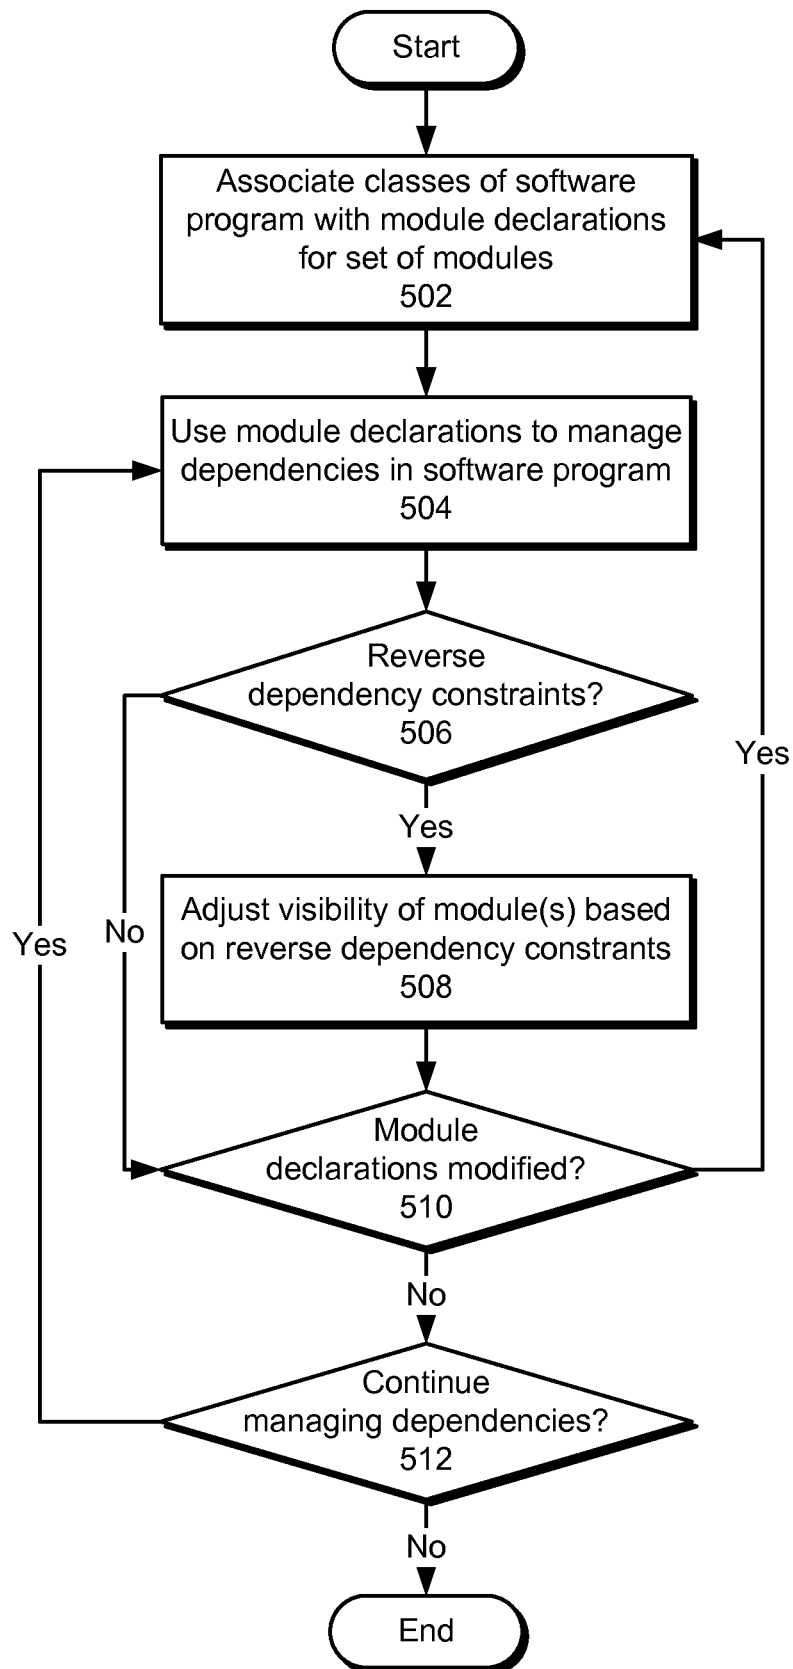 Start
Associate classes of software
program with module declarations
for set of modules
502
Use module declarations to manage
dependencies in software program
504
Reverse
dependency constraints?
506
Yes
Yes
Adjust visibility of module(s) based
on reverse dependency constrants
508
No
Yes
Module
declarations modified?
510
No
Continue
managing dependencies?
512
No
End